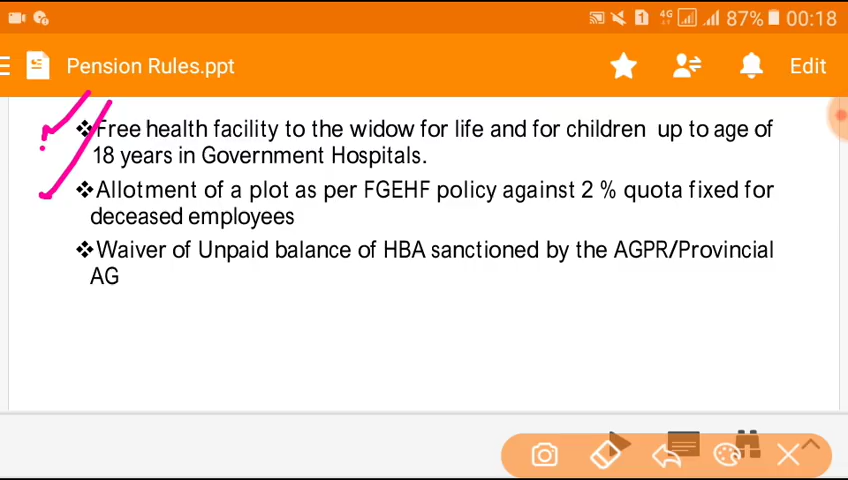 4G 1 87% 00:18
Pension Rules.ppt Edit
❖Free health facility to the widow for life and for children up to age of
18 years in Government Hospitals.
❖Allotment of a plot as per FGEHF policy against 2 % quota fixed for
deceased employees
❖Waiver of Unpaid balance of HBA sanctioned by the AGPR/Provincial
AG